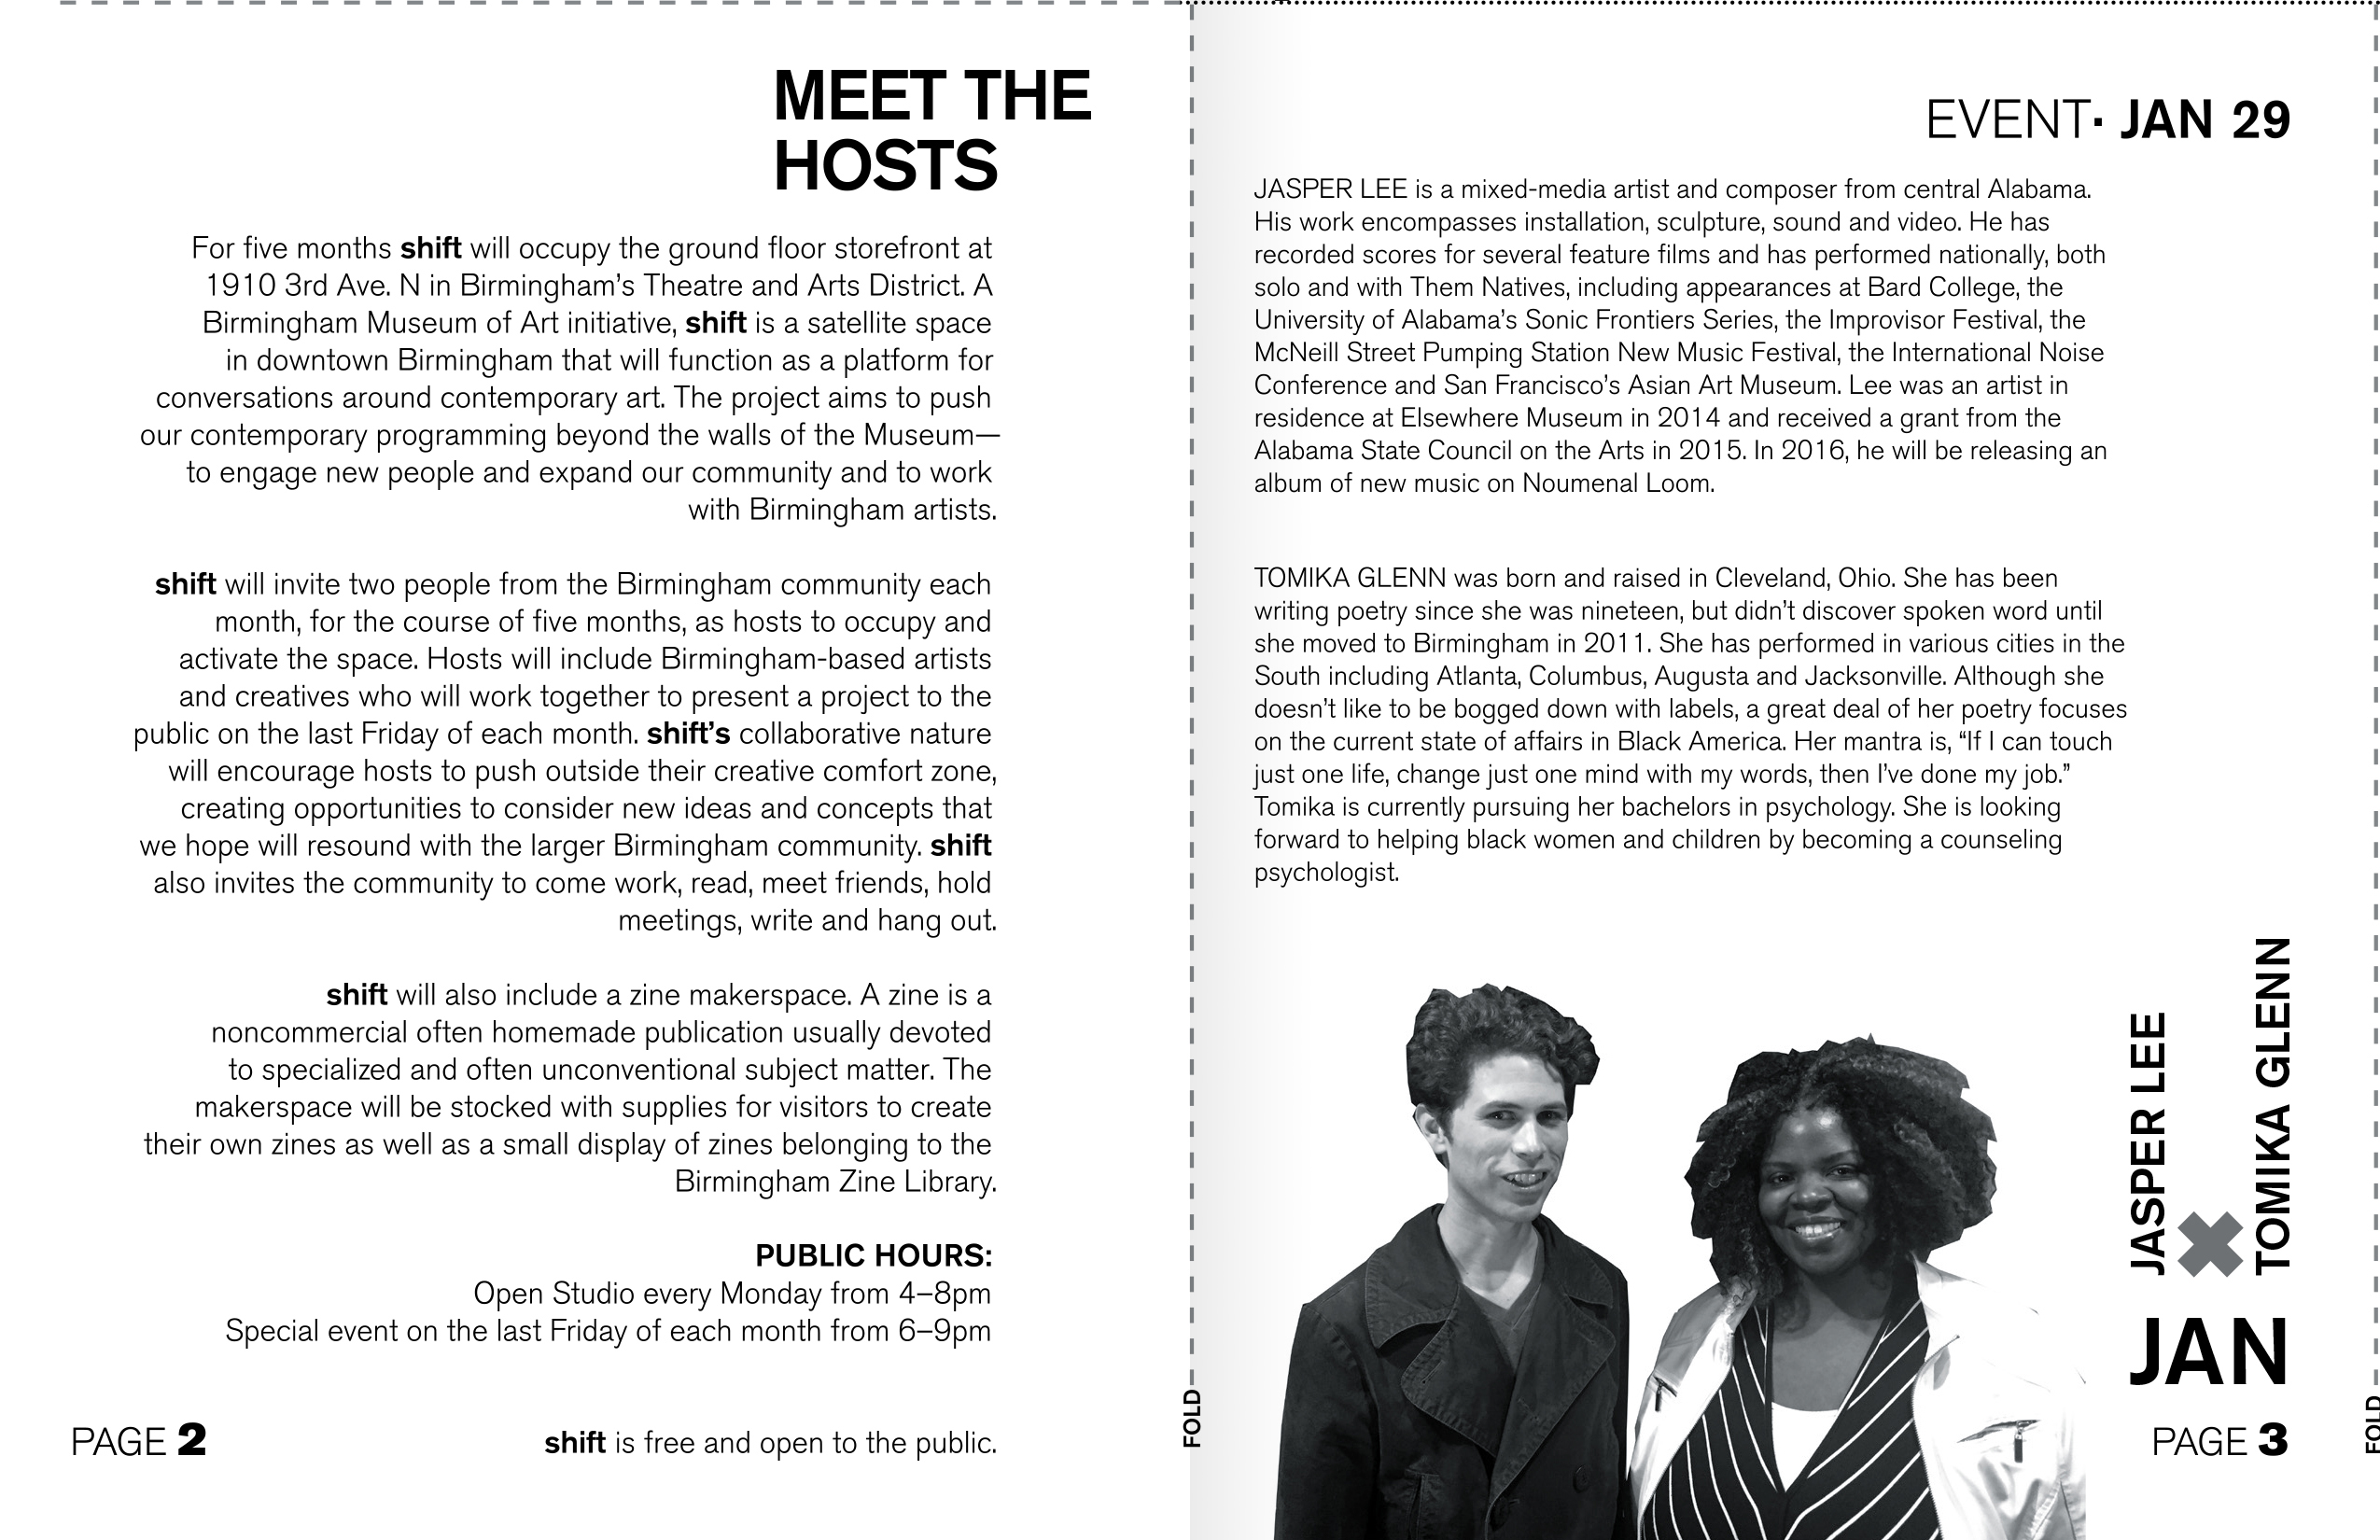 MEET THE
HOSTS
For five months shift will occupy the ground floor storefront at
1910 3rd Ave. N in Birmingham’s Theatre and Arts District. A
Birmingham Museum of Art initiative, shift is a satellite space
in downtown Birmingham that will function as a platform for
conversations around contemporary art. The project aims to push
our contemporary programming beyond the walls of the Museum—
to engage new people and expand our community and to work
with Birmingham artists.
shift will invite two people from the Birmingham community each
month, for the course of five months, as hosts to occupy and
activate the space. Hosts will include Birmingham-based artists
and creatives who will work together to present a project to the
public on the last Friday of each month. shift’s collaborative nature
will encourage hosts to push outside their creative comfort zone,
creating opportunities to consider new ideas and concepts that
we hope will resound with the larger Birmingham community. shift
also invites the community to come work, read, meet friends, hold
meetings, write and hang out.
shift will also include a zine makerspace. A zine is a
noncommercial often homemade publication usually devoted
to specialized and often unconventional subject matter. The
makerspace will be stocked with supplies for visitors to create
their own zines as well as a small display of zines belonging to the
Birmingham Zine Library.
PUBLIC HOURS:
Open Studio every Monday from 4–8pm
Special event on the last Friday of each month from 6–9pm
PAGE 2
shift is free and open to the public.
FOLD
EVENT· JAN 29
JASPER LEE is a mixed-media artist and composer from central Alabama.
His work encompasses installation, sculpture, sound and video. He has
recorded scores for several feature films and has performed nationally, both
solo and with Them Natives, including appearances at Bard College, the
University of Alabama’s Sonic Frontiers Series, the Improvisor Festival, the
McNeill Street Pumping Station New Music Festival, the International Noise
Conference and San Francisco’s Asian Art Museum. Lee was an artist in
residence at Elsewhere Museum in 2014 and received a grant from the
Alabama State Council on the Arts in 2015. In 2016, he will be releasing an
album of new music on Noumenal Loom.
TOMIKA GLENN was born and raised in Cleveland, Ohio. She has been
writing poetry since she was nineteen, but didn’t discover spoken word until
she moved to Birmingham in 2011. She has performed in various cities in the
South including Atlanta, Columbus, Augusta and Jacksonville. Although she
doesn’t like to be bogged down with labels, a great deal of her poetry focuses
on the current state of affairs in Black America. Her mantra is, “If I can touch
just one life, change just one mind with my words, then I’ve done my job.”
Tomika is currently pursuing her bachelors in psychology. She is looking
forward to helping black women and children by becoming a counseling
psychologist.
JASPER LEE
TOMIKA GLENN
JAN
PAGE 3
FOLD